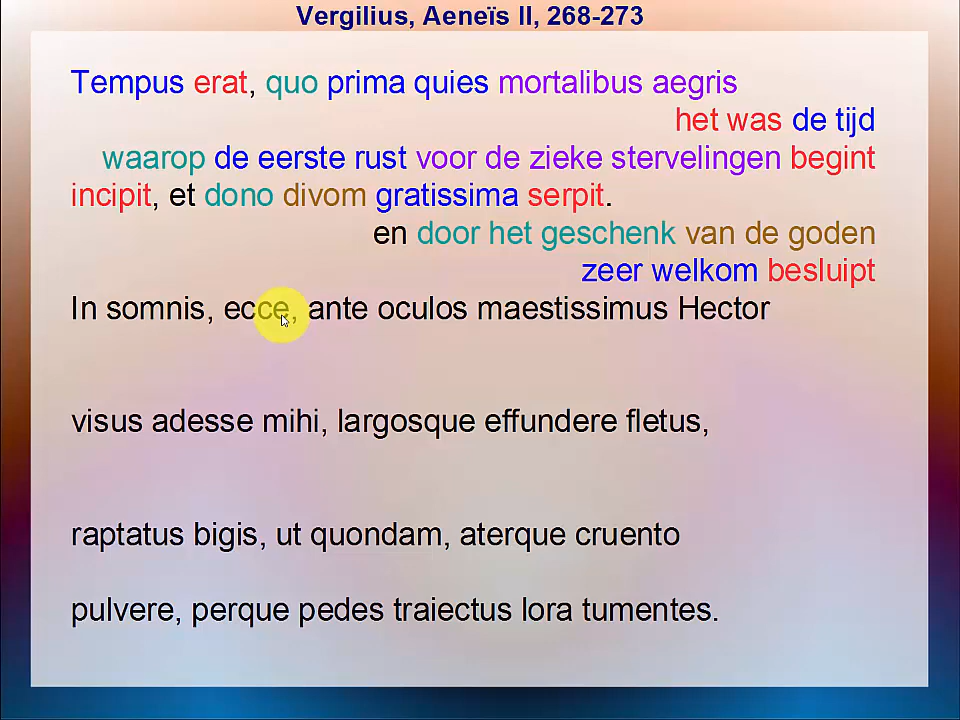 Vergilius, Aeneïs II, 268-273
Tempus erat, quo prima quies mortalibus aegris
het was de tijd
waarop de eerste rust voor de zieke stervelingen begint
incipit, et dono divom gratissima serpit.
en door het geschenk van de goden
zeer welkom besluipt
In somnis, ecce, ante oculos maestissimus Hector
visus adesse mihi, largosque effundere fletus,
raptatus bigis, ut quondam, aterque cruento
pulvere, perque pedes traiectus lora tumentes.